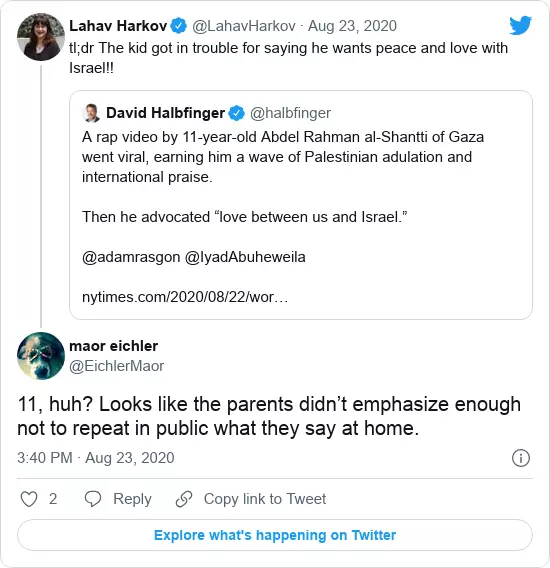 Lahav Harkov @LahavHarkov · Aug 23, 2020
tl;dr The kid got in trouble for saying he wants peace and love with
Israel!!
David Halbfinger @halbfinger
A rap video by 11-year-old Abdel Rahman al-Shantti of Gaza
went viral, earning him a wave of Palestinian adulation and
international praise.
Then he advocated “love between us and Israel.”
@adamrasgon @IyadAbuheweila
nytimes.com/2020/08/22/wor…
maor eichler
@EichlerMaor
11, huh? Looks like the parents didn’t emphasize enough
not to repeat in public what they say at home.
3:40 PM · Aug 23, 2020
2 Reply Copy link to Tweet
Explore what's happening on Twitter